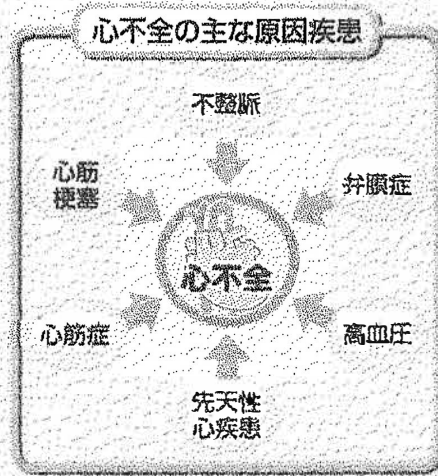 心不全の主な原因疾患
不整脈
心筋
梗塞
弁膜症
心不全
心筋症
高血圧
先天性
心疾患